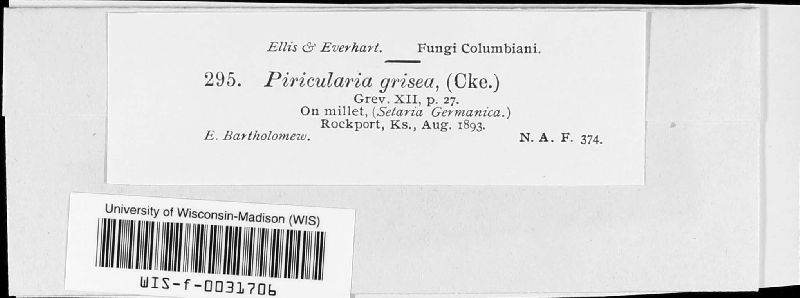 Ellis & Everhart. Fungi Columbiani.
295. Piricularia grisea, (Cke.)
Grev. XII, p. 27.
On millet, (Setaria Germanica.)
Rockport, Ks., Aug. 1893.
E. Bartholomew. N. A. F. 374.
University of Wisconsin-Madison (WIS)
WIS-f-0031706